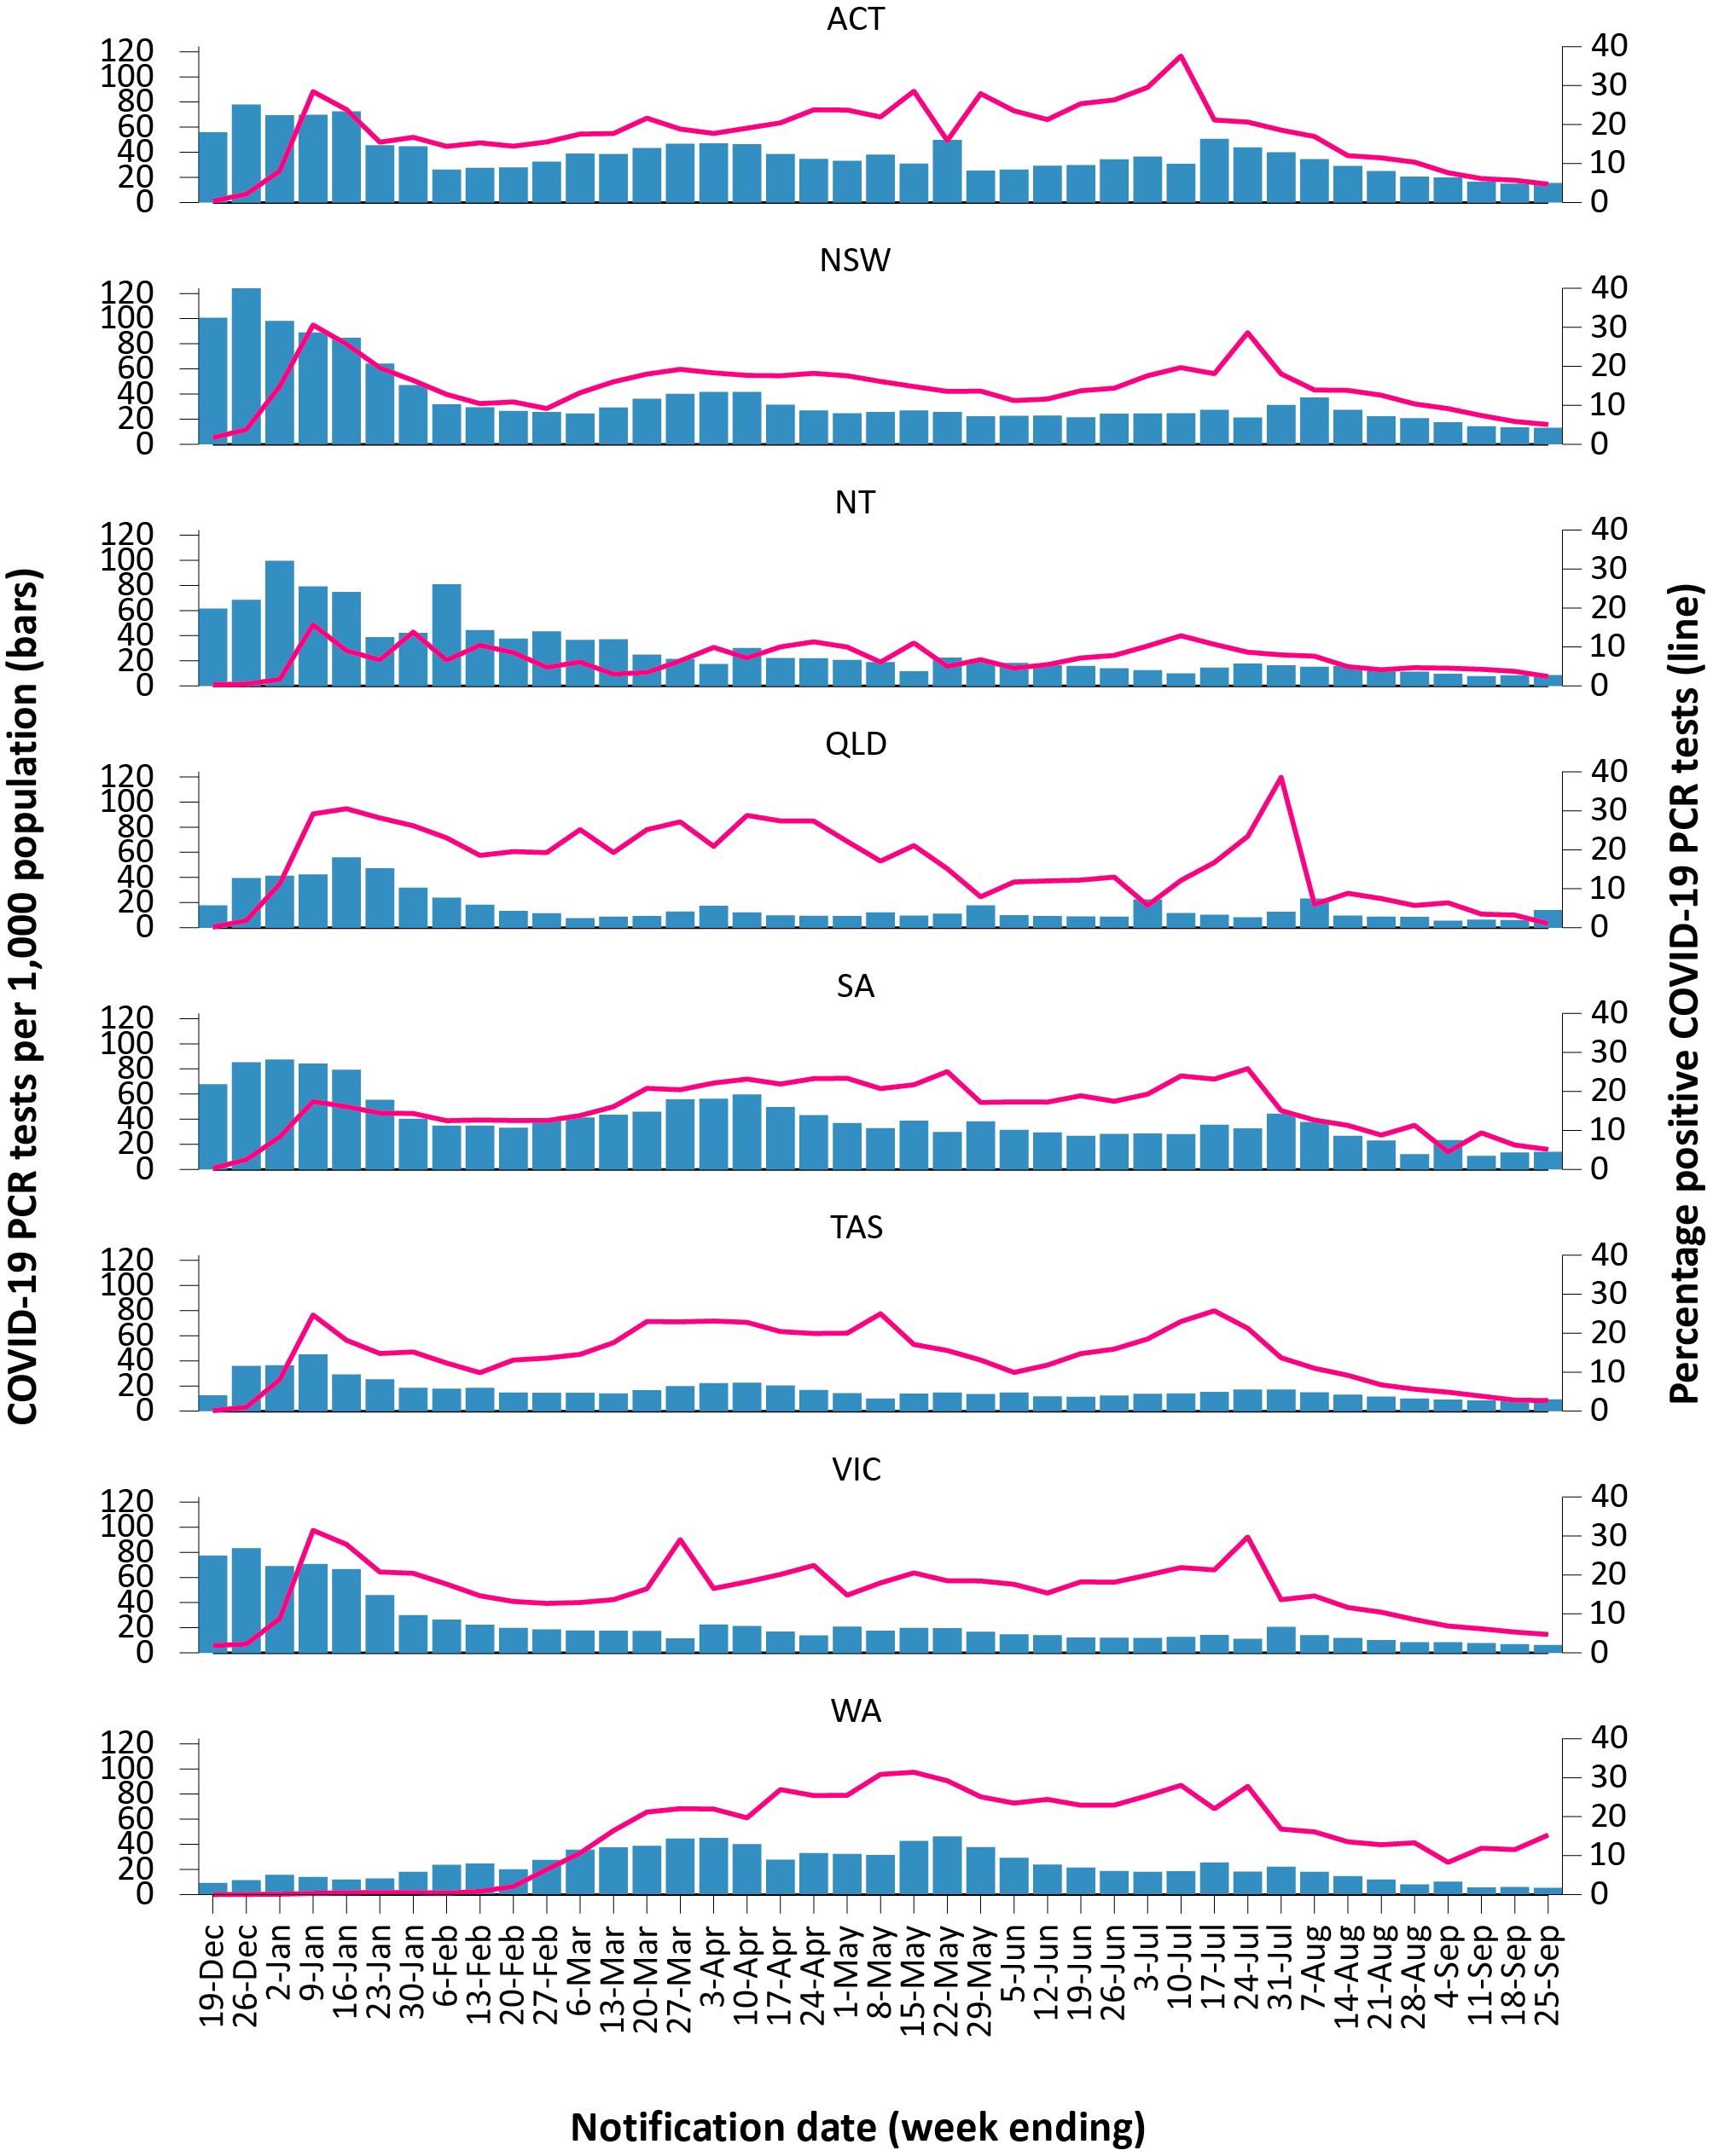 ACT
120
100
80
60
40
20
0
40
30
20
10
0
NSW
120
100
80
60
40
20
0
40
30
20
10
0
NT
120
100
80
60
40
20
0
40
30
20
10
0
QLD
120
100
80
60
40
20
0
40
30
20
10
0
SA
120
100
80
60
40
20
0
40
30
20
10
0
TAS
120
100
80
60
40
20
0
40
30
20
10
0
VIC
120
100
80
60
40
20
0
40
30
20
10
0
WA
120
100
80
60
40
20
0
40
30
20
10
0
COVID-19 PCR tests per 1,000 population (bars)
Percentage positive COVID-19 PCR tests (line)
19-Dec
26-Dec
2-Jan
9-Jan
16-Jan
23-Jan
30-Jan
6-Feb
13-Feb
20-Feb
27-Feb
6-Mar
13-Mar
20-Mar
27-Mar
3-Apr
10-Apr
17-Apr
24-Apr
1-May
8-May
15-May
22-May
29-May
5-Jun
12-Jun
19-Jun
26-Jun
3-Jul
10-Jul
17-Jul
24-Jul
31-Jul
7-Aug
14-Aug
21-Aug
28-Aug
4-Sep
11-Sep
18-Sep
25-Sep
Notification date (week ending)